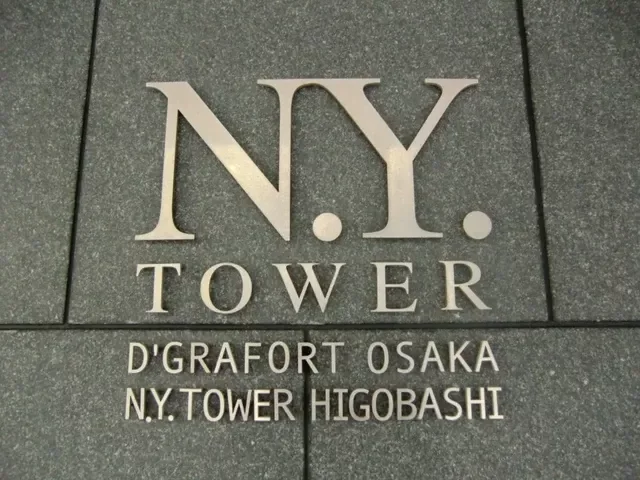 N.Y.
TOWER
D'GRAFORT OSAKA
N.Y.TOWER HIGOBASHI